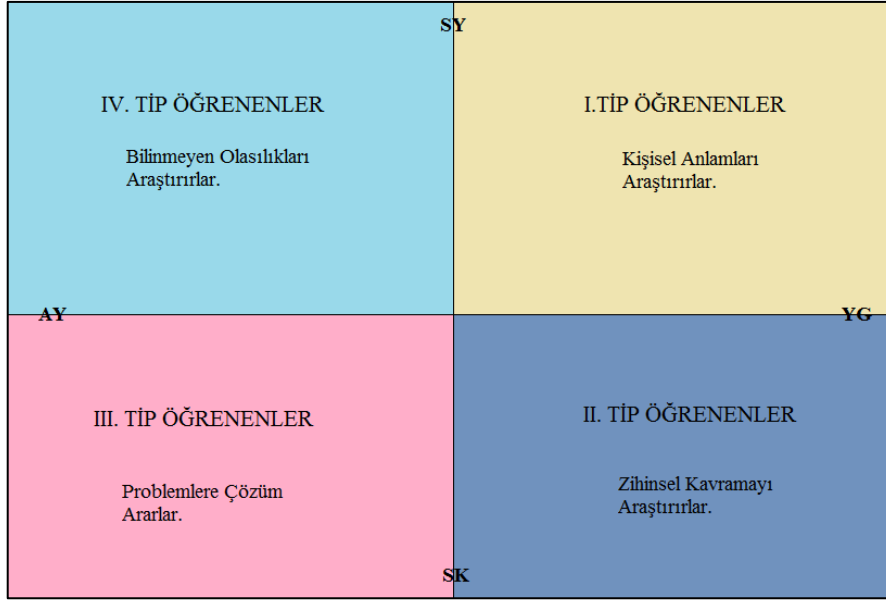 SY
IV. TİP ÖĞRENENLER
Bilinmeyen Olasılıkları
Araştırırlar.
I.TİP ÖĞRENENLER
Kişisel Anlamları
Araştırırlar.
AY
YG
III. TİP ÖĞRENENLER
Problemlere Çözüm
Ararlar.
II. TİP ÖĞRENENLER
Zihinsel Kavramayı
Araştırırlar.
SK